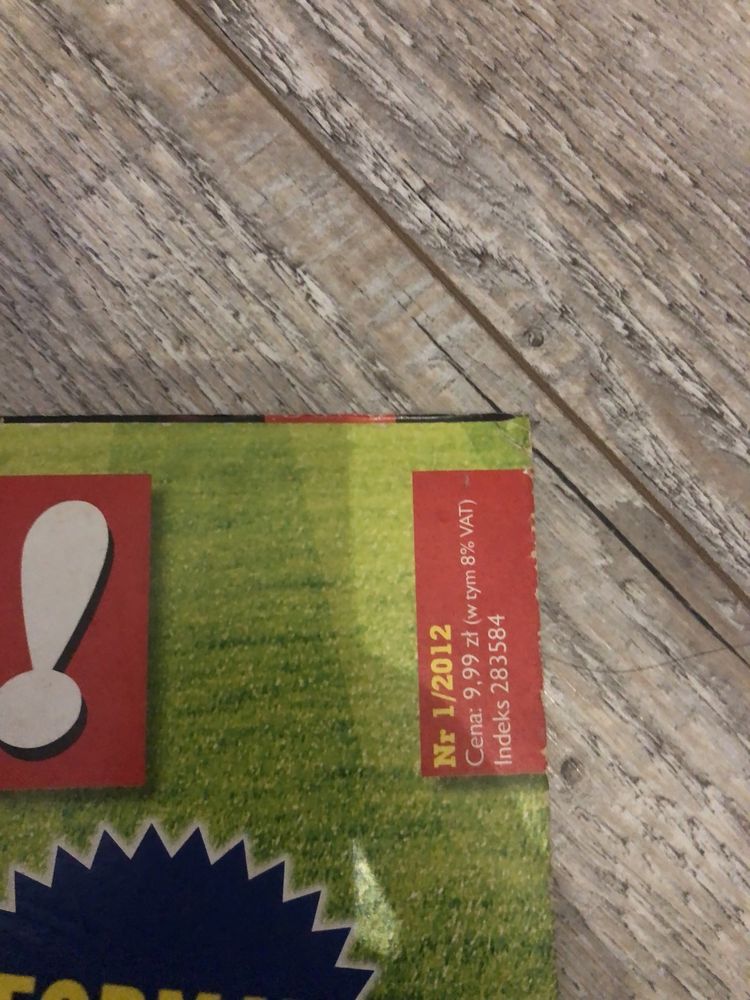 !
Nr 1/2012
Cena: 9,99 zł (w tym 8% VAT)
Indeks 283584